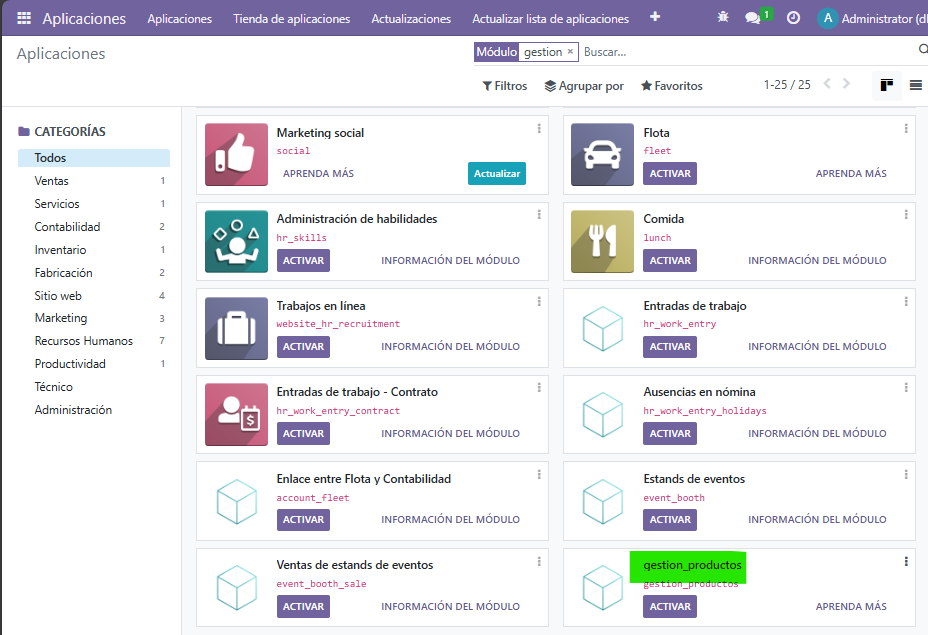 Aplicaciones Aplicaciones Tienda de aplicaciones Actualizaciones Actualizar lista de aplicaciones 1 A Administrator (d
Aplicaciones
Módulo gestion × Buscar...
Filtros Agrupar por Favoritos 1-25 / 25
CATEGORÍAS
Todos
Ventas 1
Servicios 1
Contabilidad 2
Inventario 1
Fabricación 2
Sitio web 4
Marketing 3
Recursos Humanos 7
Productividad 1
Técnico
Administración
Marketing social
social
APRENDA MÁS Actualizar
Flota
fleet
ACTIVAR APRENDA MÁS
Administración de habilidades
hr_skills
ACTIVAR INFORMACIÓN DEL MÓDULO
Comida
lunch
ACTIVAR INFORMACIÓN DEL MÓDULO
Trabajos en línea
website_hr_recruitment
ACTIVAR INFORMACIÓN DEL MÓDULO
Entradas de trabajo
hr_work_entry
ACTIVAR INFORMACIÓN DEL MÓDULO
Entradas de trabajo - Contrato
hr_work_entry_contract
ACTIVAR INFORMACIÓN DEL MÓDULO
Ausencias en nómina
hr_work_entry_holidays
ACTIVAR INFORMACIÓN DEL MÓDULO
Enlace entre Flota y Contabilidad
account_fleet
ACTIVAR INFORMACIÓN DEL MÓDULO
Estands de eventos
event_booth
ACTIVAR INFORMACIÓN DEL MÓDULO
Ventas de estands de eventos
event_booth_sale
ACTIVAR INFORMACIÓN DEL MÓDULO
gestion_productos
gestion_productos
ACTIVAR APRENDA MÁS